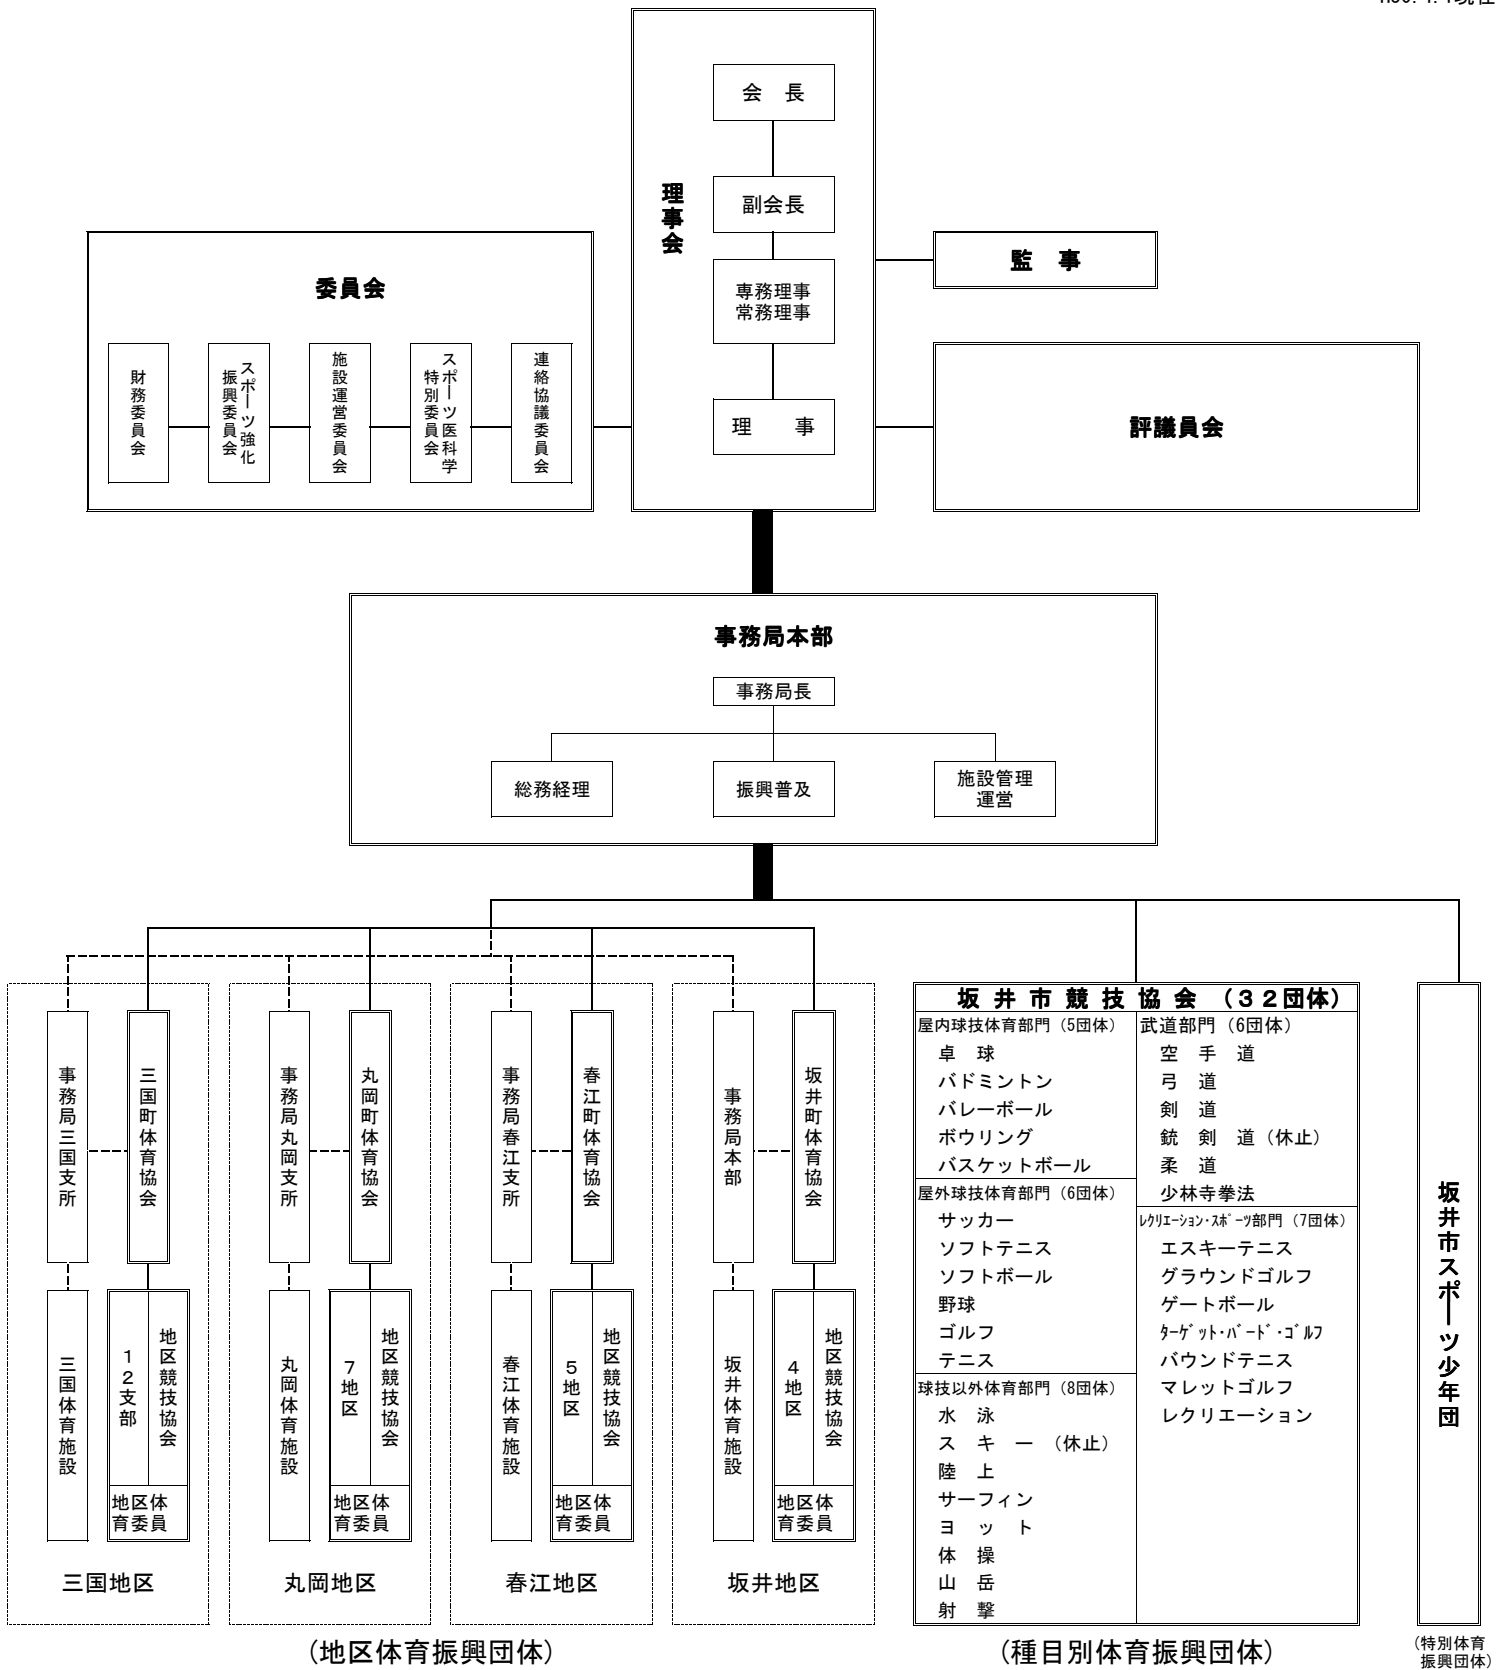 会　長
副会長
専務理事
常務理事
理　　事
理事会
監　事
評議員会
委員会
財務委員会
スポーツ強化
振興委員会
施設運営委員会
スポーツ医科学
特別委員会
連絡協議委員会
事務局本部
事務局長
総務経理
振興普及
施設管理
運営
事務局三国支所
三国町体育協会
三国体育施設
１２支部
地区競技協会
地区体
育委員
三国地区
事務局丸岡支所
丸岡町体育協会
丸岡体育施設
７地区
地区競技協会
地区体
育委員
丸岡地区
事務局春江支所
春江町体育協会
春江体育施設
５地区
地区競技協会
地区体
育委員
春江地区
事務局本部
坂井町体育協会
坂井体育施設
４地区
地区競技協会
地区体
育委員
坂井地区
（地区体育振興団体）
坂 井 市 競 技 協 会 （３２団体）
屋内球技体育部門（5団体）
卓　球
バドミントン
バレーボール
ボウリング
バスケットボール
屋外球技体育部門（6団体）
サッカー
ソフトテニス
ソフトボール
野球
ゴルフ
テニス
球技以外体育部門（8団体）
水　泳
ス　キ　ー （休止）
陸　上
サーフィン
ヨ　ッ　ト
体　操
山　岳
射　撃
武道部門（6団体）
空　手　道
弓　道
剣　道
銃　剣　道（休止）
柔　道
少林寺拳法
ﾚｸﾘｴｰｼｮﾝ･ｽﾎﾟｰﾂ部門（7団体）
エスキーテニス
グラウンドゴルフ
ゲートボール
ﾀｰｹﾞｯﾄ･ﾊﾞｰﾄﾞ･ｺﾞﾙﾌ
バウンドテニス
マレットゴルフ
レクリエーション
（種目別体育振興団体）
坂井市スポーツ少年団
（特別体育
振興団体）